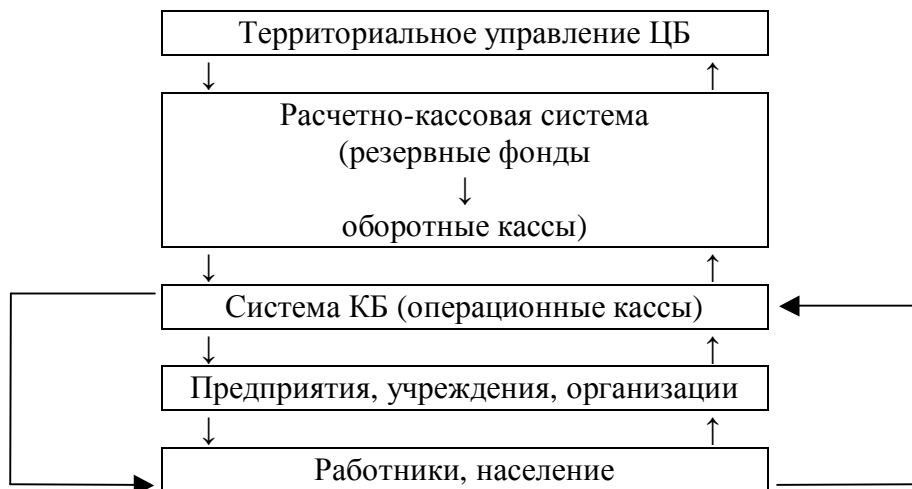 Территориальное управление ЦБ
↓ ↑
Расчетно-кассовая система
(резервные фонды
↓
оборотные кассы)
↓ ↑
Система КБ (операционные кассы)
↓ ↑
Предприятия, учреждения, организации
↓ ↑
Работники, население